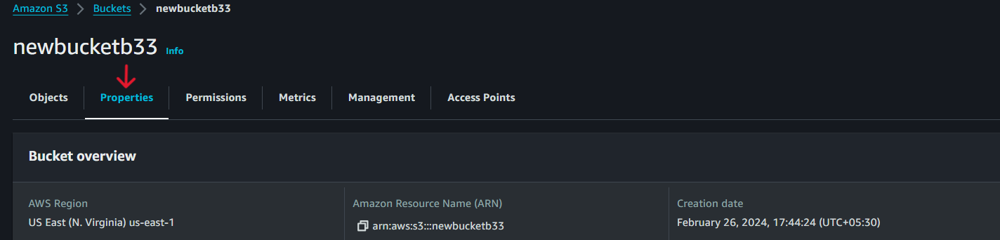 Amazon S3 > Buckets > newbucketb33
newbucketb33 Info
Objects Properties Permissions Metrics Management Access Points
Bucket overview
AWS Region Amazon Resource Name (ARN) Creation date
US East (N. Virginia) us-east-1 arn:aws:s3:::newbucketb33 February 26, 2024, 17:44:24 (UTC+05:30)